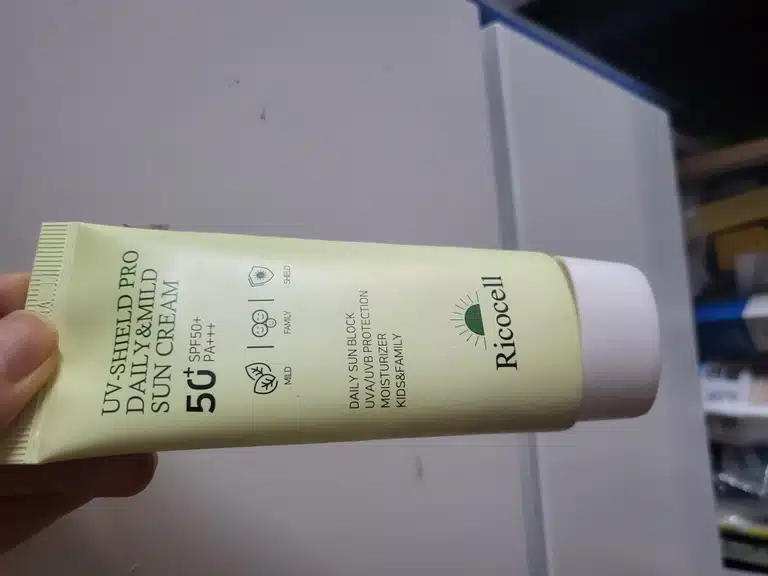 UV-SHIELD PRO
DAILY&MILD
SUN CREAM
50+ SPF50+
PA+++
MILD
FAMILY
SHIELD
DAILY SUN BLOCK
UVA/UVB PROTECTION
MOISTURIZER
KIDS&FAMILY
Ricocell